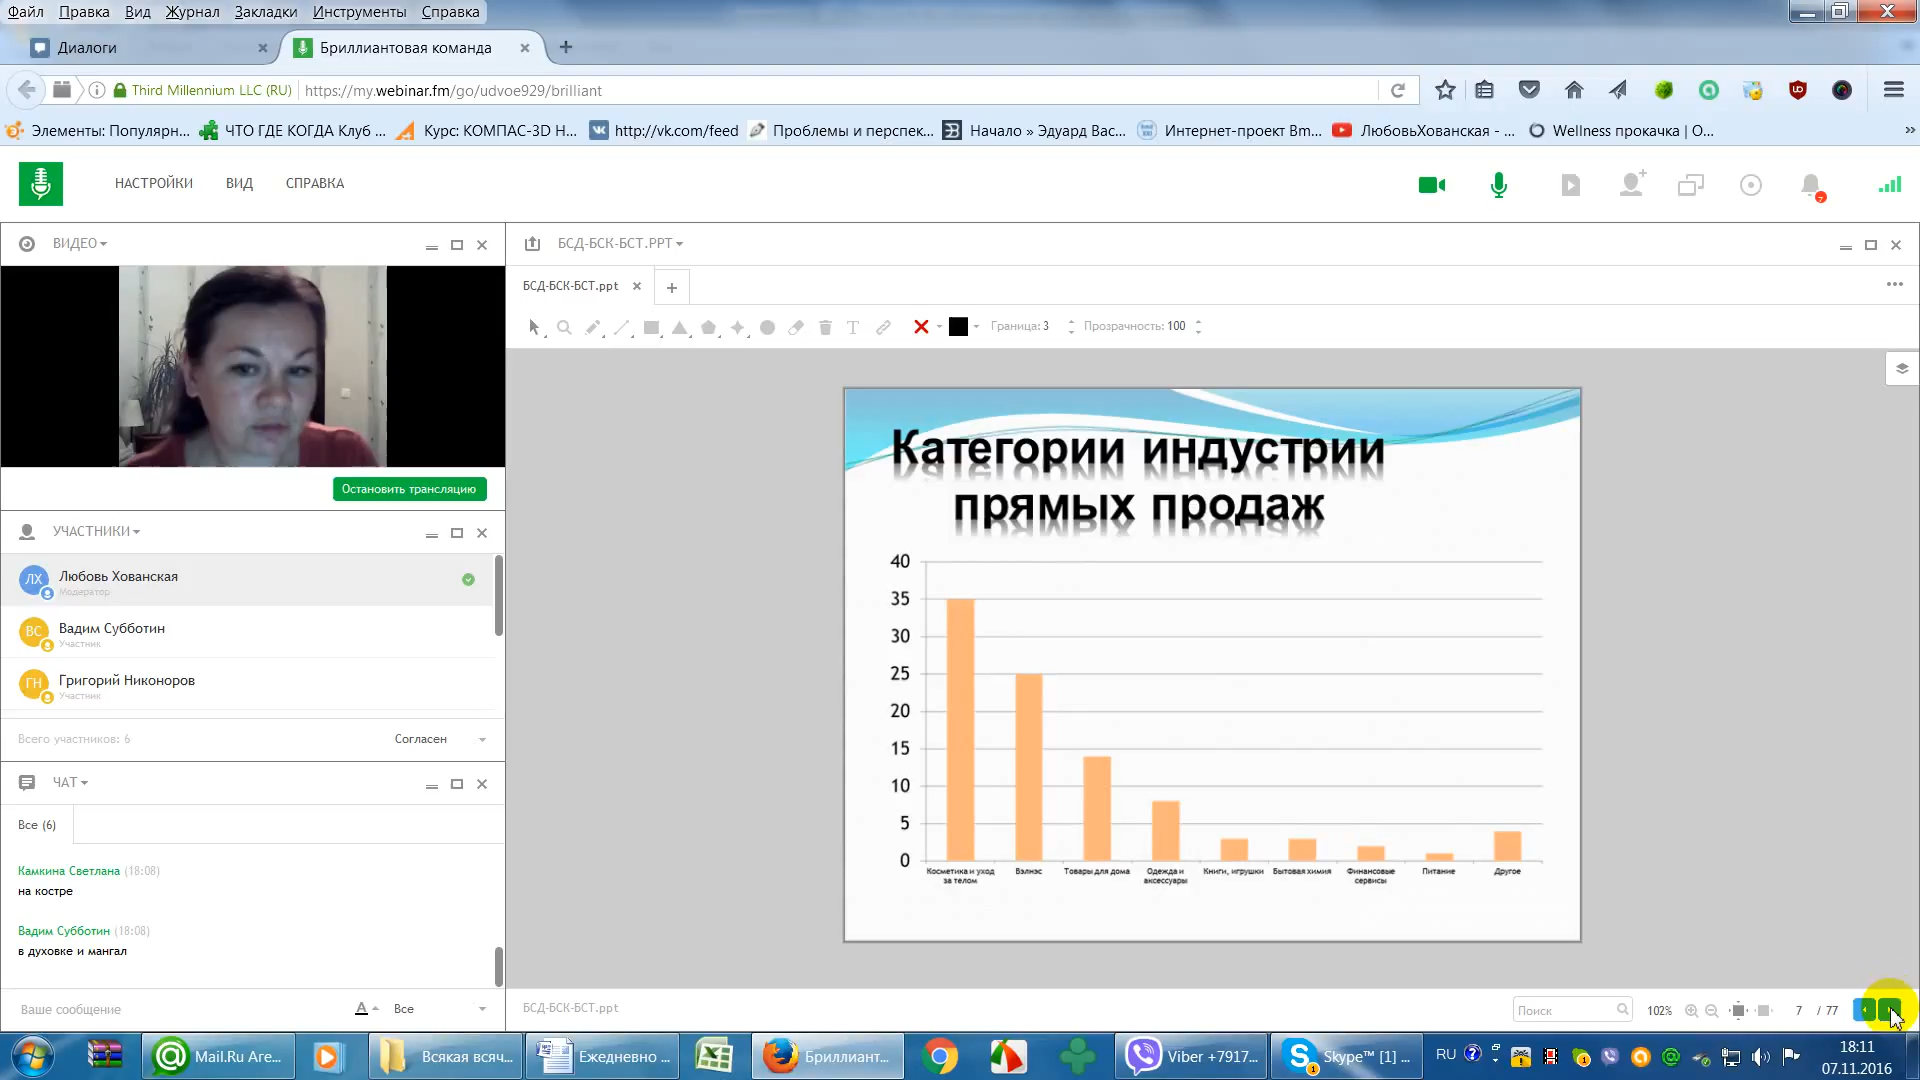 Файл Правка Вид Журнал Закладки Инструменты Справка
Диалоги
Бриллиантовая команда
Third Millennium LLC (RU)
https://my.webinar.fm/go/udvoe929/brilliant
Элементы: Популярн...
ЧТО ГДЕ КОГДА Клуб ...
Курс: КОМПАС-3D Н...
http://vk.com/feed
Проблемы и перспек...
Начало » Эдуард Вас...
Интернет-проект Bm...
ЛюбовьХованская - ...
Wellness прокачка | О...
НАСТРОЙКИ ВИД СПРАВКА
ВИДЕО
БСД-БСК-БСТ.PPT
БСД-БСК-БСТ.ppt
Граница: 3
Прозрачность: 100
Остановить трансляцию
УЧАСТНИКИ
ЛХ
Любовь Хованская
Модератор
ВС
Вадим Субботин
Участник
ГН
Григорий Никоноров
Участник
Всего участников: 6
Согласен
ЧАТ
Все (6)
Камкина Светлана (18:08)
на костре
Вадим Субботин (18:08)
в духовке и мангал
Ваше сообщение
A
Все
Категории индустрии
прямых продаж
40
35
30
25
20
15
10
5
0
Косметика и уход
за телом
Вэлнэс
Товары для дома
Одежда и
аксессуары
Книги, игрушки
Бытовая химия
Финансовые
сервисы
Питание
Другое
БСД-БСК-БСТ.ppt
Поиск
102%
7 / 77
Mail.Ru Аге...
Всякая всяч...
Ежедневно ...
Бриллиант...
Viber +7917...
Skype™ [1] ...
RU
18:11
07.11.2016